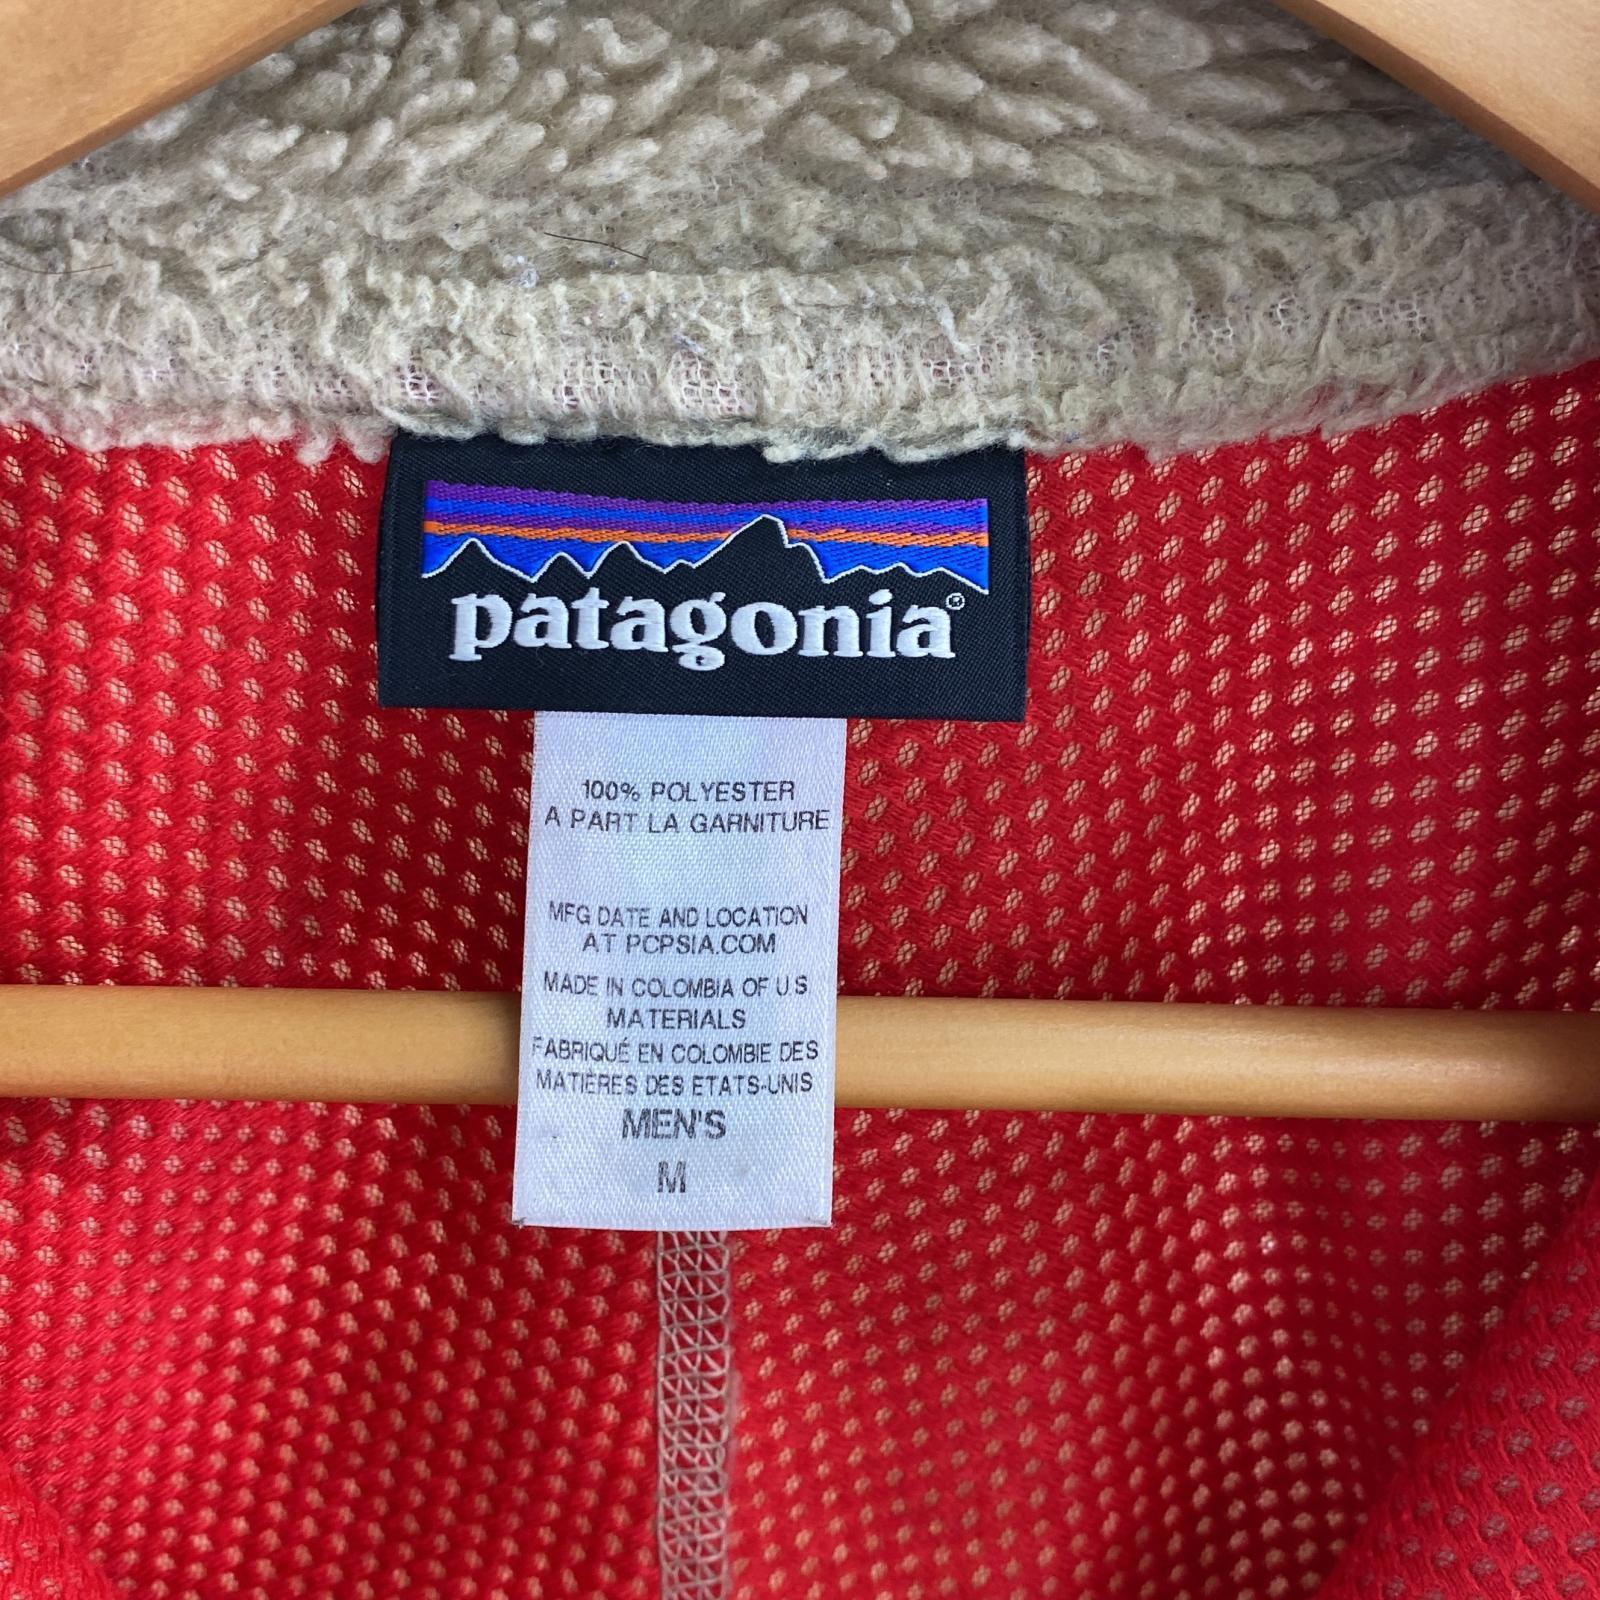 patagonia®
100% POLYESTER
A PART LA GARNITURE
MFG DATE AND LOCATION
AT PCPSIA.COM
MADE IN COLOMBIA OF U.S
MATERIALS
FABRIQUÉ EN COLOMBIE DES
MATIÈRES DES ETATS-UNIS
MEN'S
M